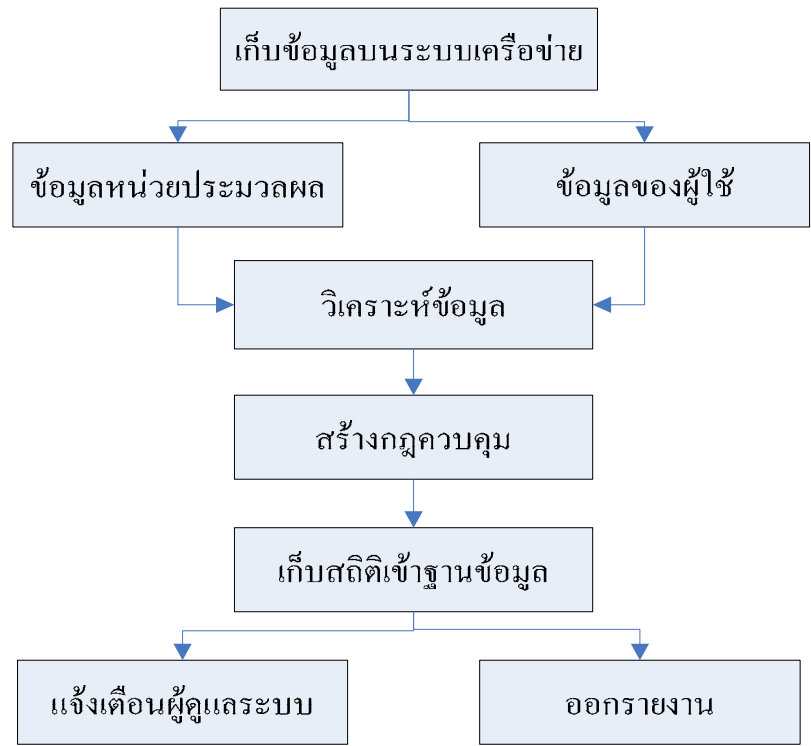 เก็บข้อมูลบนระบบเครือข่าย
ข้อมูลหน่วยประมวลผล
ข้อมูลของผู้ใช้
วิเคราะห์ข้อมูล
สร้างกฎควบคุม
เก็บสถิติเข้าฐานข้อมูล
แจ้งเตือนผู้ดูแลระบบ
ออกรายงาน